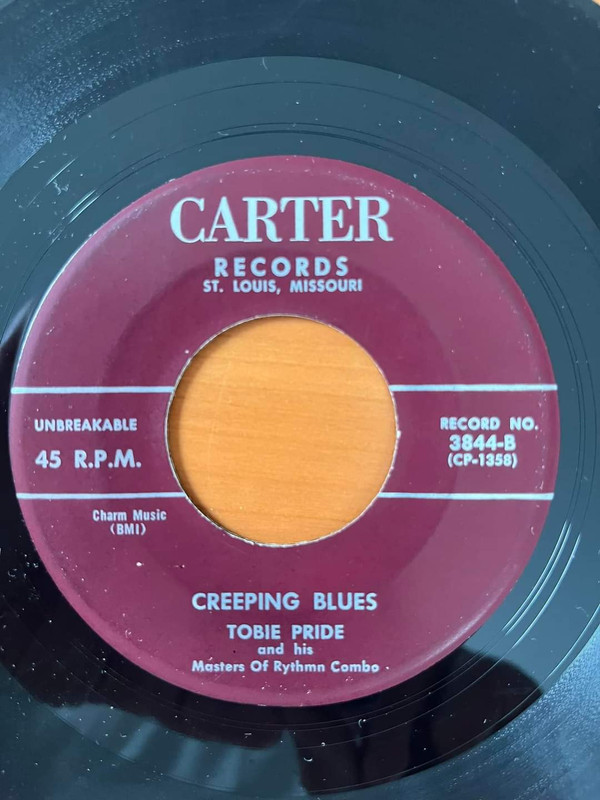 CARTER
RECORDS
ST. LOUIS, MISSOURI
UNBREAKABLE
45 R.P.M.
RECORD NO.
3844-B
(CP-1358)
Charm Music
(BMI)
CREEPING BLUES
TOBIE PRIDE
and his
Masters Of Rythmn Combo